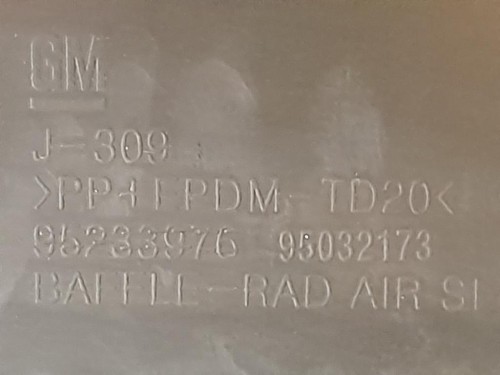 GM
J-309
>PP+EPDM-TD20<
95233976 95032173
BAFFLE-RAD AIR SI